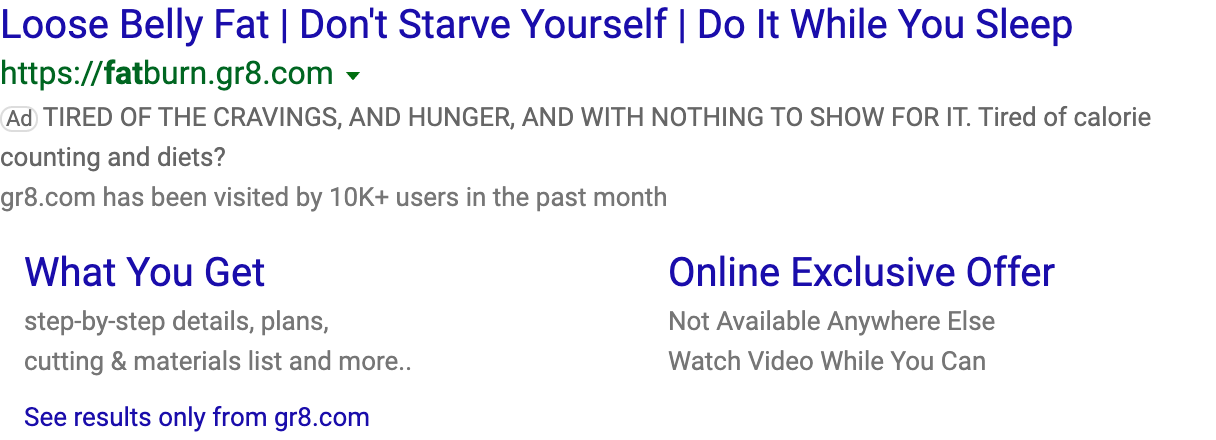 Loose Belly Fat | Don't Starve Yourself | Do It While You Sleep
https://fatburn.gr8.com
Ad TIRED OF THE CRAVINGS, AND HUNGER, AND WITH NOTHING TO SHOW FOR IT. Tired of calorie
counting and diets?
gr8.com has been visited by 10K+ users in the past month
What You Get
step-by-step details, plans,
cutting & materials list and more..
Online Exclusive Offer
Not Available Anywhere Else
Watch Video While You Can
See results only from gr8.com